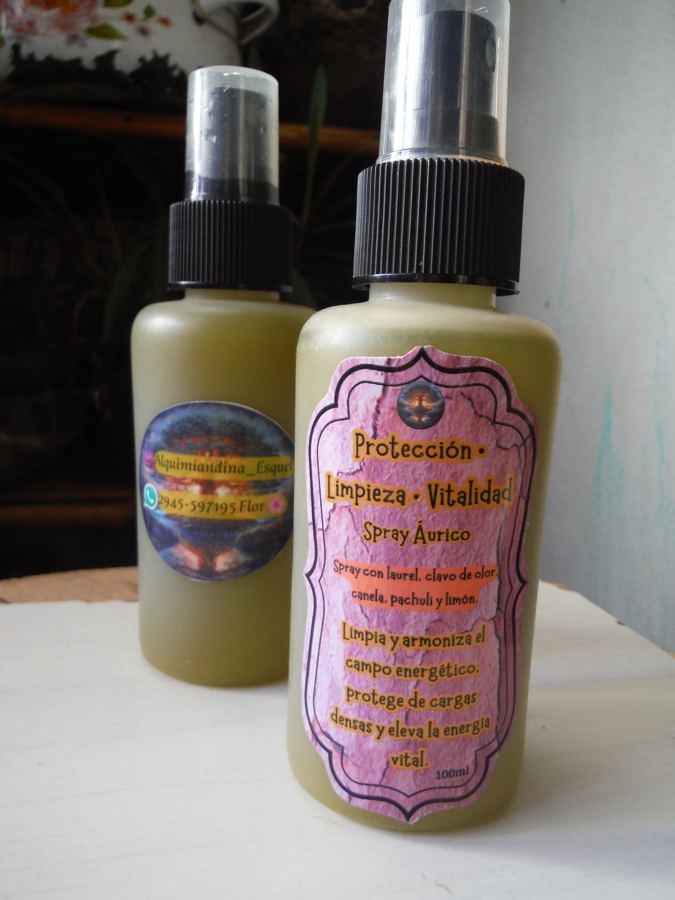 Protección •
Limpieza • Vitalidad
Spray Áurico
Spray con laurel, clavo de olor,
canela, pachuli y limón.
Limpia y armoniza el
campo energético,
protege de cargas
densas y eleva la energía
vital.
100ml
Alquimiandina_Esquel
2945-597195 Flor